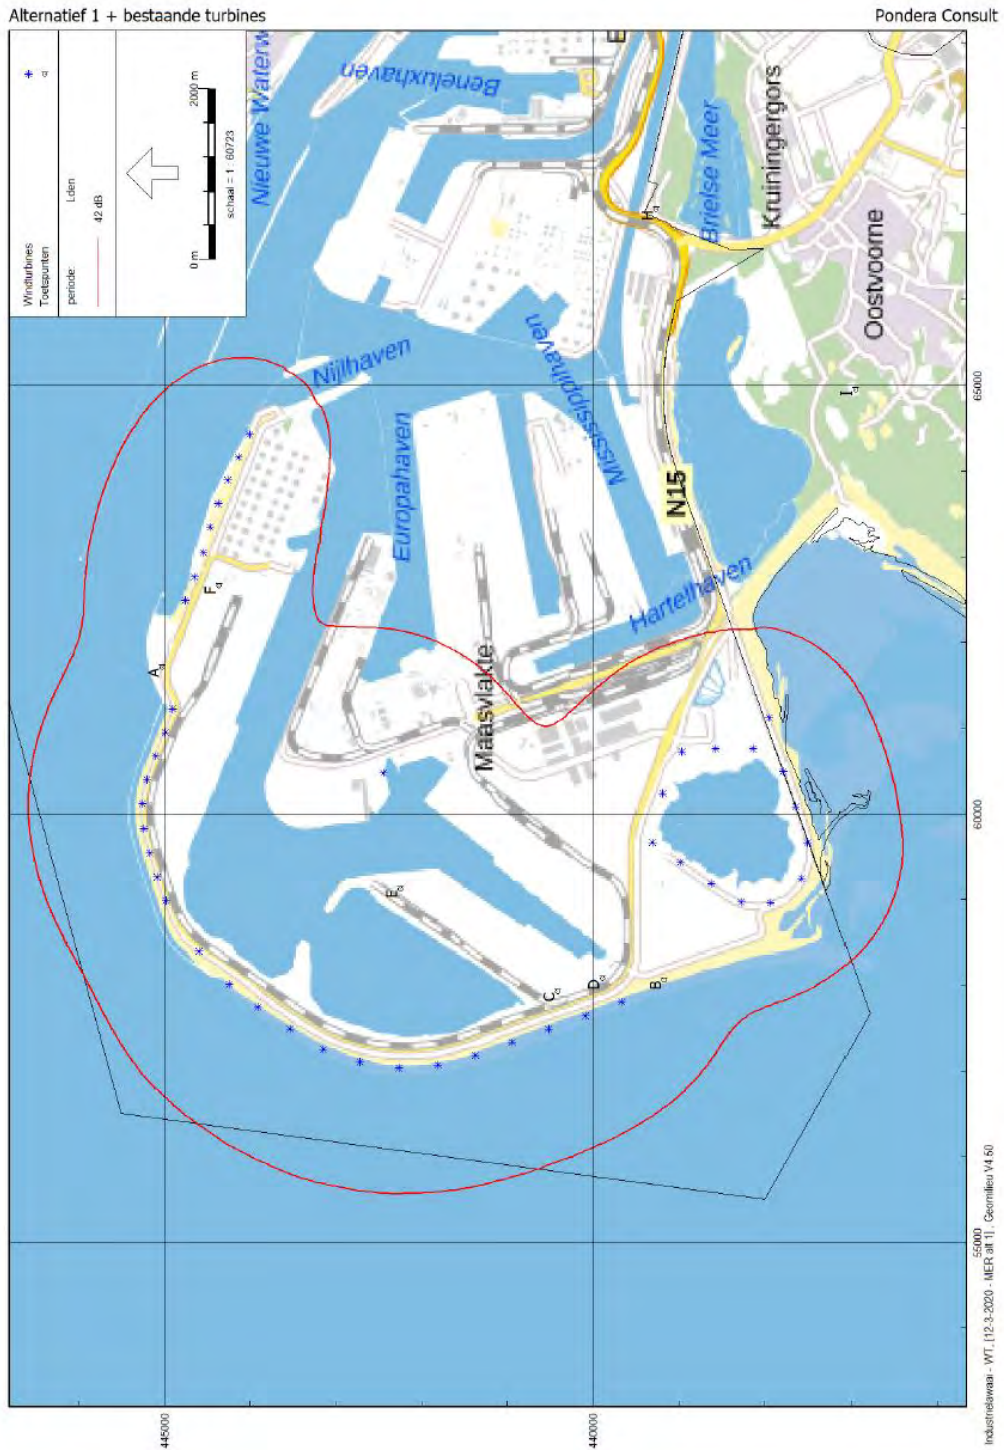 Alternatief 1 + bestaande turbines
Pondera Consult
Windturbines
Toetspunten
periode: Lden
42 dB
0 m
2000 m
schaal = 1 : 60723
Nieuwe Waterw
Beneluxhaven
E
Brielse Meer
Kruiningergors
Oostvoorne
Nijlhaven
Europahaven
Mississippihaven
N15
Hartelhaven
Maasvlakte
A
F
H
I
E
C
D
B
65000
60000
55000
445000
440000
Industrielawaai - WT, [12-3-2020 - MER alt 1] , Geomilieu V4.50